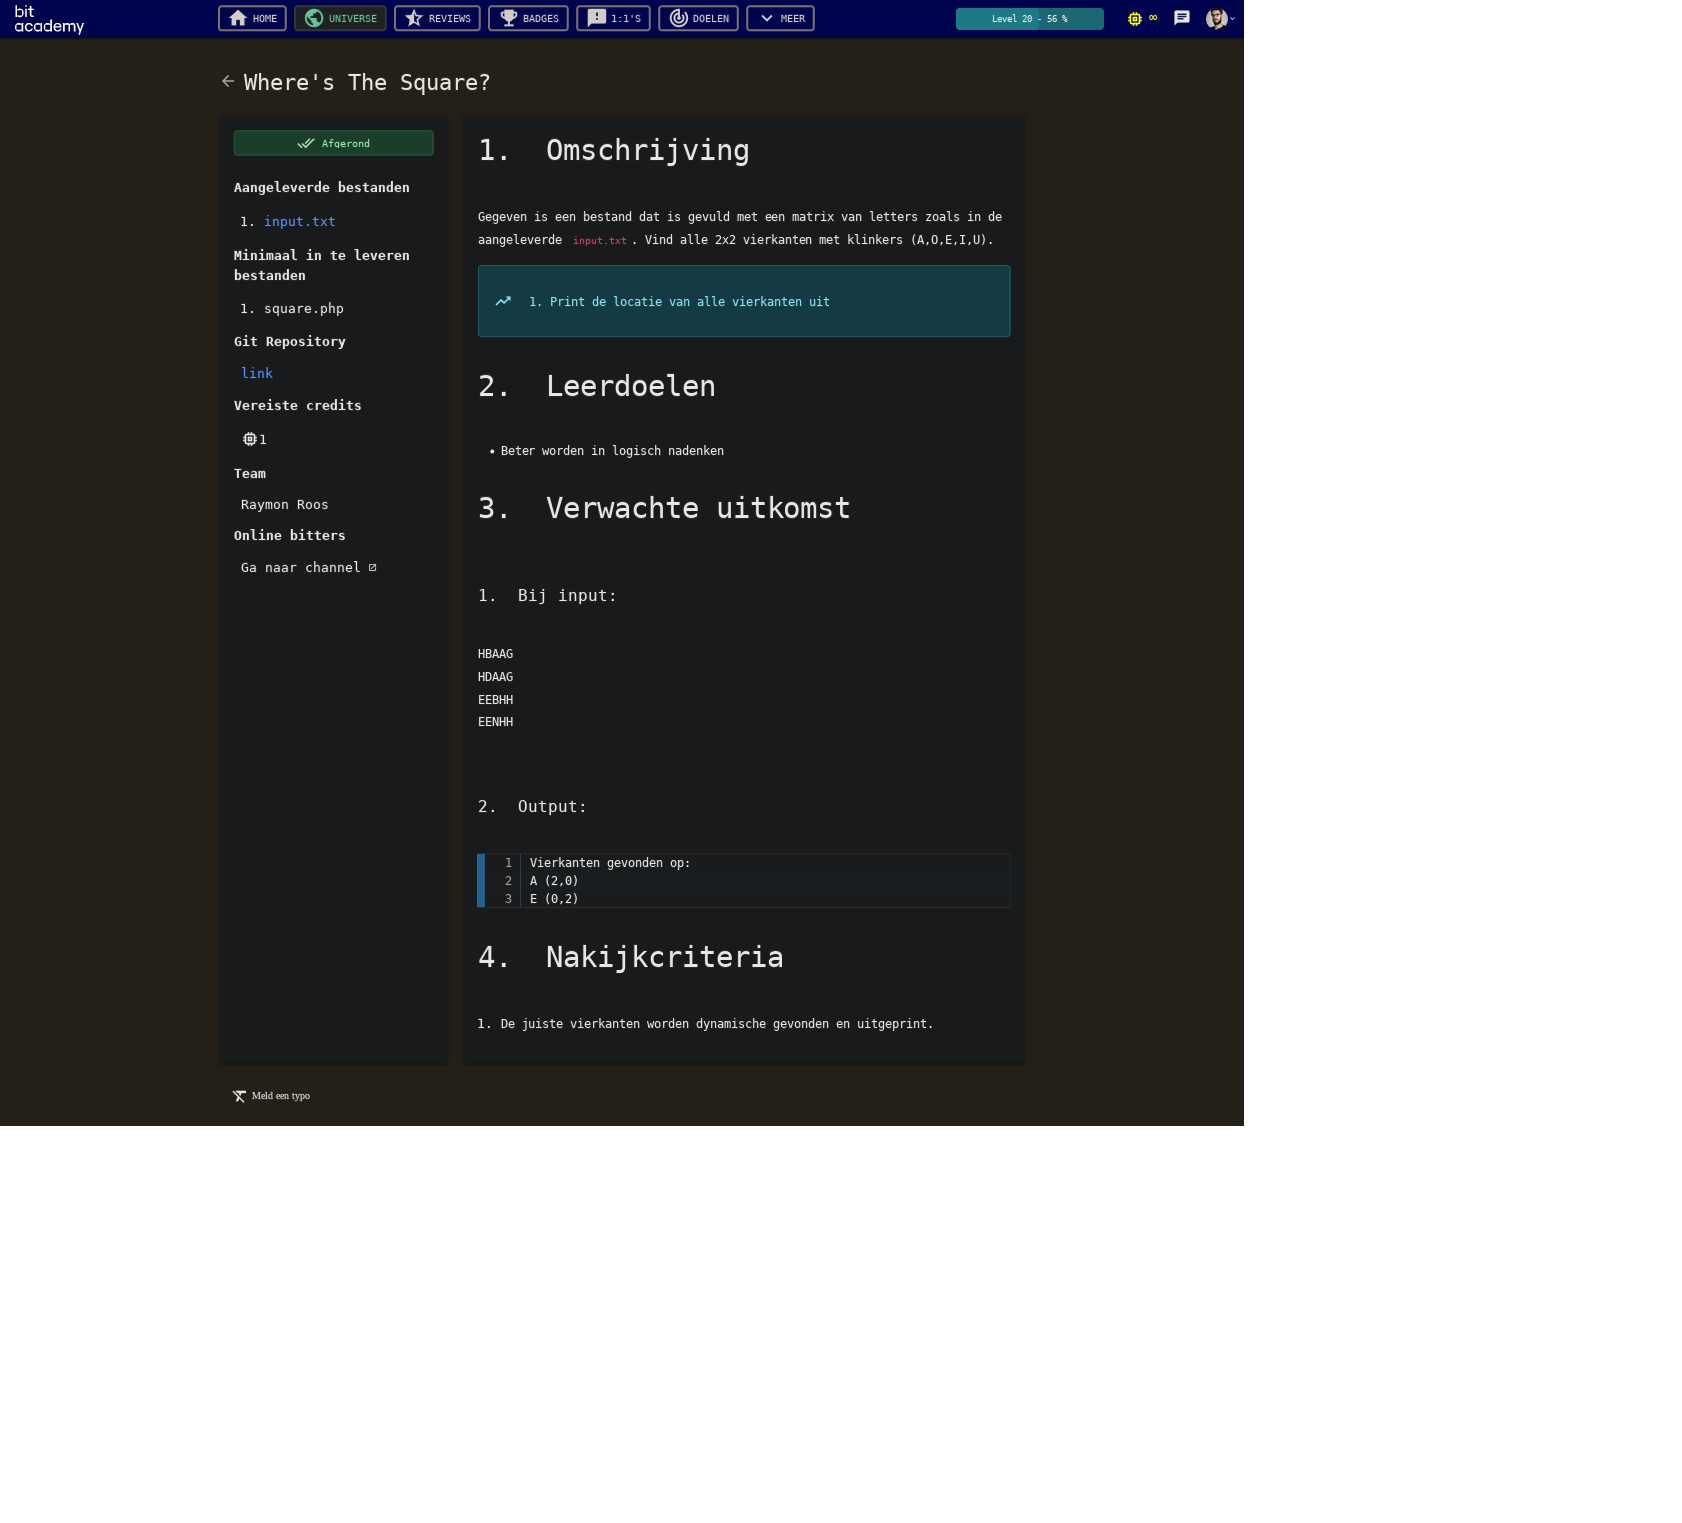 bit
academy
HOME
UNIVERSE
REVIEWS
BADGES
1:1'S
DOELEN
MEER
Level 20 - 56 %
∞
Where's The Square?
Afgerond
Aangeleverde bestanden
1. input.txt
Minimaal in te leveren
bestanden
1. square.php
Git Repository
link
Vereiste credits
1
Team
Raymon Roos
Online bitters
Ga naar channel
1. Omschrijving
Gegeven is een bestand dat is gevuld met een matrix van letters zoals in de
aangeleverde input.txt. Vind alle 2x2 vierkanten met klinkers (A,O,E,I,U).
1. Print de locatie van alle vierkanten uit
2. Leerdoelen
• Beter worden in logisch nadenken
3. Verwachte uitkomst
1. Bij input:
HBAAG
HDAAG
EEBHH
EENHH
2. Output:
1 Vierkanten gevonden op:
2 A (2,0)
3 E (0,2)
4. Nakijkcriteria
1. De juiste vierkanten worden dynamische gevonden en uitgeprint.
Meld een typo